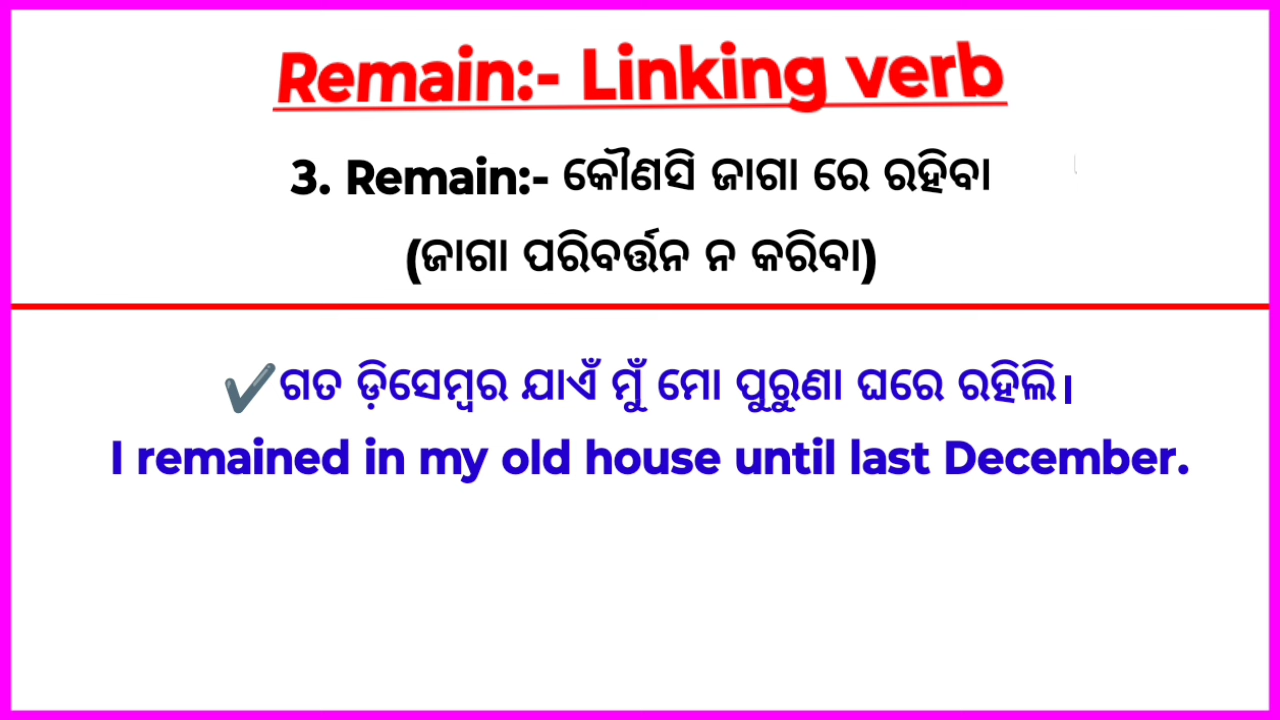 Remain:- Linking verb
3. Remain:- କୌଣସି ଜାଗା ରେ ରହିବା
(ଜାଗା ପରିବର୍ତ୍ତନ ନ କରିବା)
✔ଗତ ଡ଼ିସେମ୍ବର ଯାଏଁ ମୁଁ ମୋ ପୁରୁଣା ଘରେ ରହିଲି|
I remained in my old house until last December.